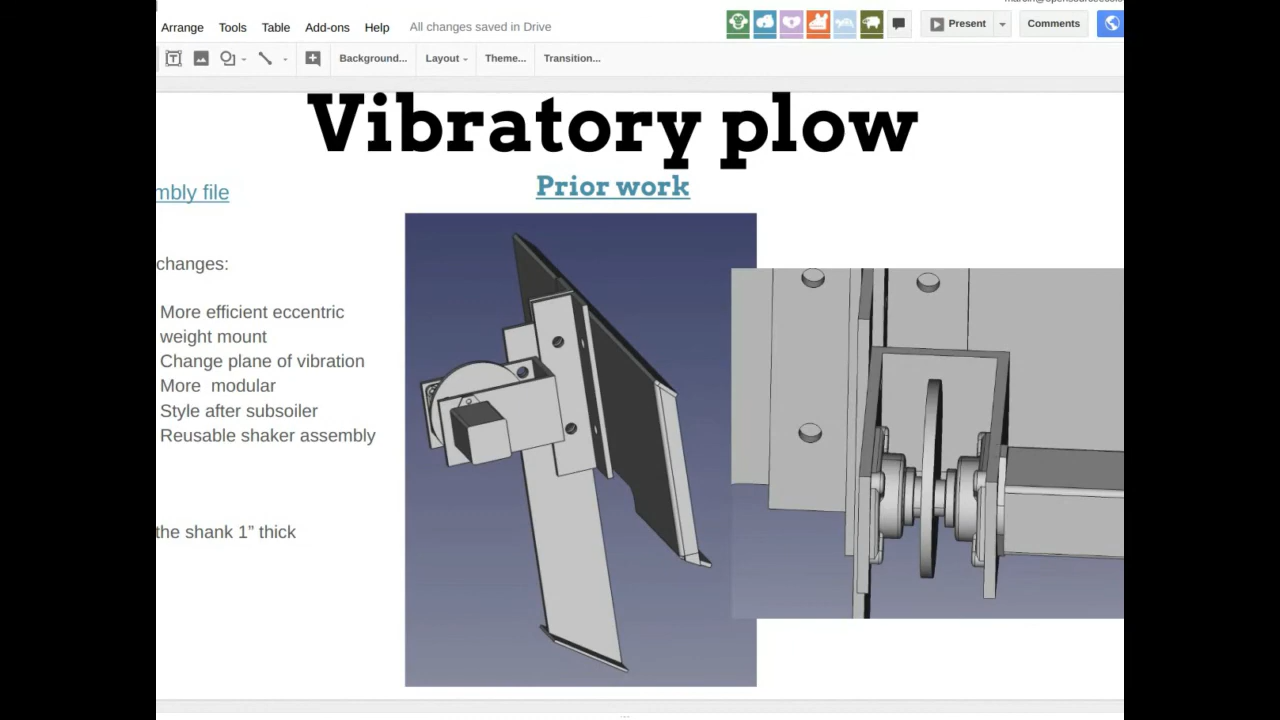 Arrange Tools Table Add-ons Help All changes saved in Drive
Present Comments
Background... Layout Theme... Transition...
Vibratory plow
Prior work
mbly file
changes:
More efficient eccentric
weight mount
Change plane of vibration
More modular
Style after subsoiler
Reusable shaker assembly
the shank 1” thick